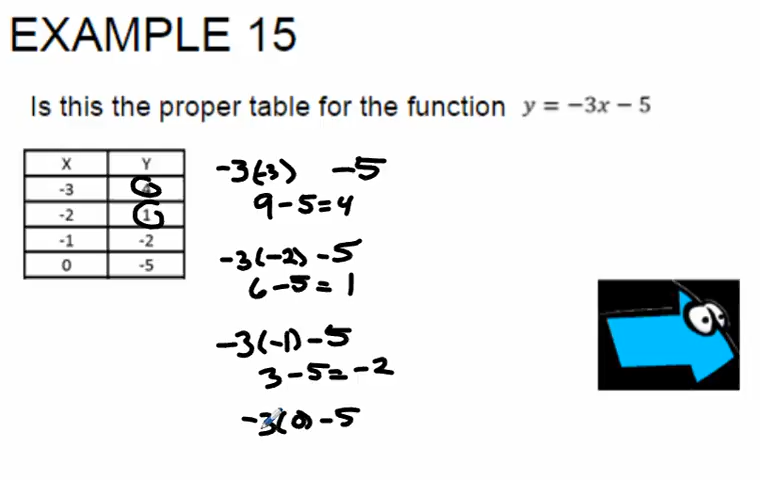 EXAMPLE 15
Is this the proper table for the function y = −3x − 5
X Y
-3 4
-2 1
-1 -2
0 -5
-3(-3) -5
9 - 5 = 4
-3(-2) - 5
6 - 5 = 1
-3(-1) - 5
3 - 5 = -2
-3(0) - 5